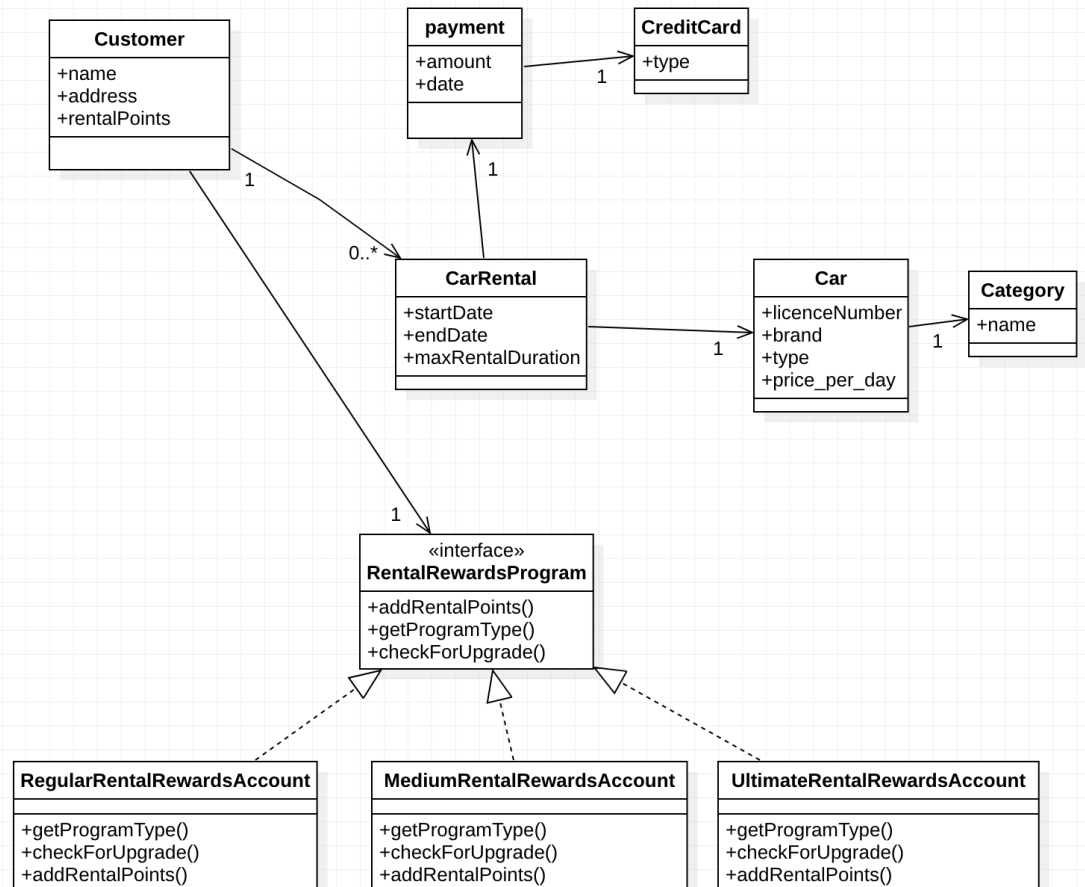 Customer
+name
+address
+rentalPoints
payment
+amount
+date
CreditCard
+type
1
1
1
0..*
CarRental
+startDate
+endDate
+maxRentalDuration
1
Car
+licenceNumber
+brand
+type
+price_per_day
1
Category
+name
1
«interface»
RentalRewardsProgram
+addRentalPoints()
+getProgramType()
+checkForUpgrade()
RegularRentalRewardsAccount
+getProgramType()
+checkForUpgrade()
+addRentalPoints()
MediumRentalRewardsAccount
+getProgramType()
+checkForUpgrade()
+addRentalPoints()
UltimateRentalRewardsAccount
+getProgramType()
+checkForUpgrade()
+addRentalPoints()